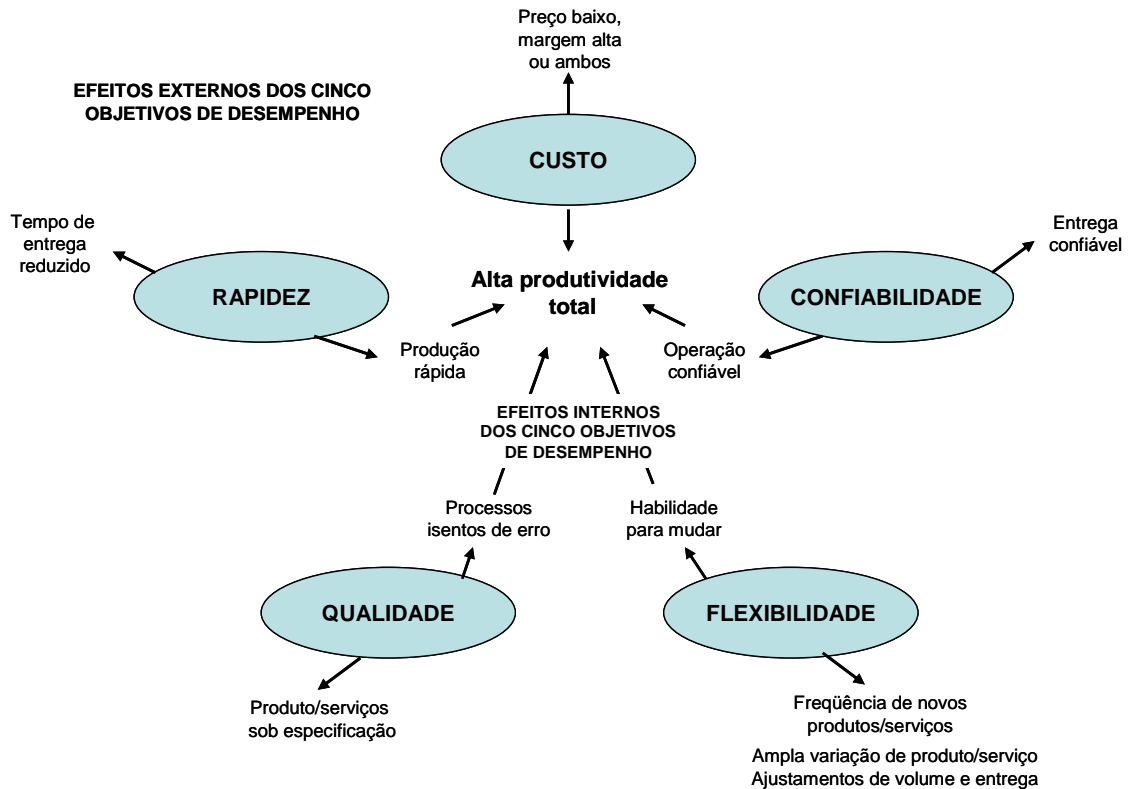 Preço baixo,
margem alta
ou ambos
EFEITOS EXTERNOS DOS CINCO
OBJETIVOS DE DESEMPENHO
CUSTO
Tempo de
entrega
reduzido
Entrega
confiável
RAPIDEZ
Alta produtividade
total
CONFIABILIDADE
Produção
rápida
Operação
confiável
EFEITOS INTERNOS
DOS CINCO OBJETIVOS
DE DESEMPENHO
Processos
isentos de erro
Habilidade
para mudar
QUALIDADE
FLEXIBILIDADE
Produto/serviços
sob especificação
Freqüência de novos
produtos/serviços
Ampla variação de produto/serviço
Ajustamentos de volume e entrega